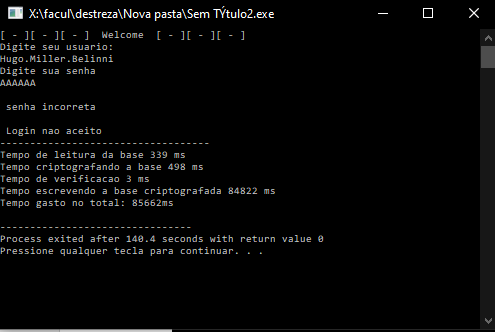 X:\facul\destreza\Nova pasta\Sem TÝtulo2.exe
[ - ][ - ][ - ]  Welcome  [ - ][ - ][ - ]
Digite seu usuario:
Hugo.Miller.Belinni
Digite sua senha
AAAAAA
senha incorreta
Login nao aceito
-----------------------------------
Tempo de leitura da base 339 ms
Tempo criptografando a base 498 ms
Tempo de verificacao 3 ms
Tempo escrevendo a base criptografada 84822 ms
Tempo gasto no total: 85662ms
--------------------------------
Process exited after 140.4 seconds with return value 0
Pressione qualquer tecla para continuar. . .